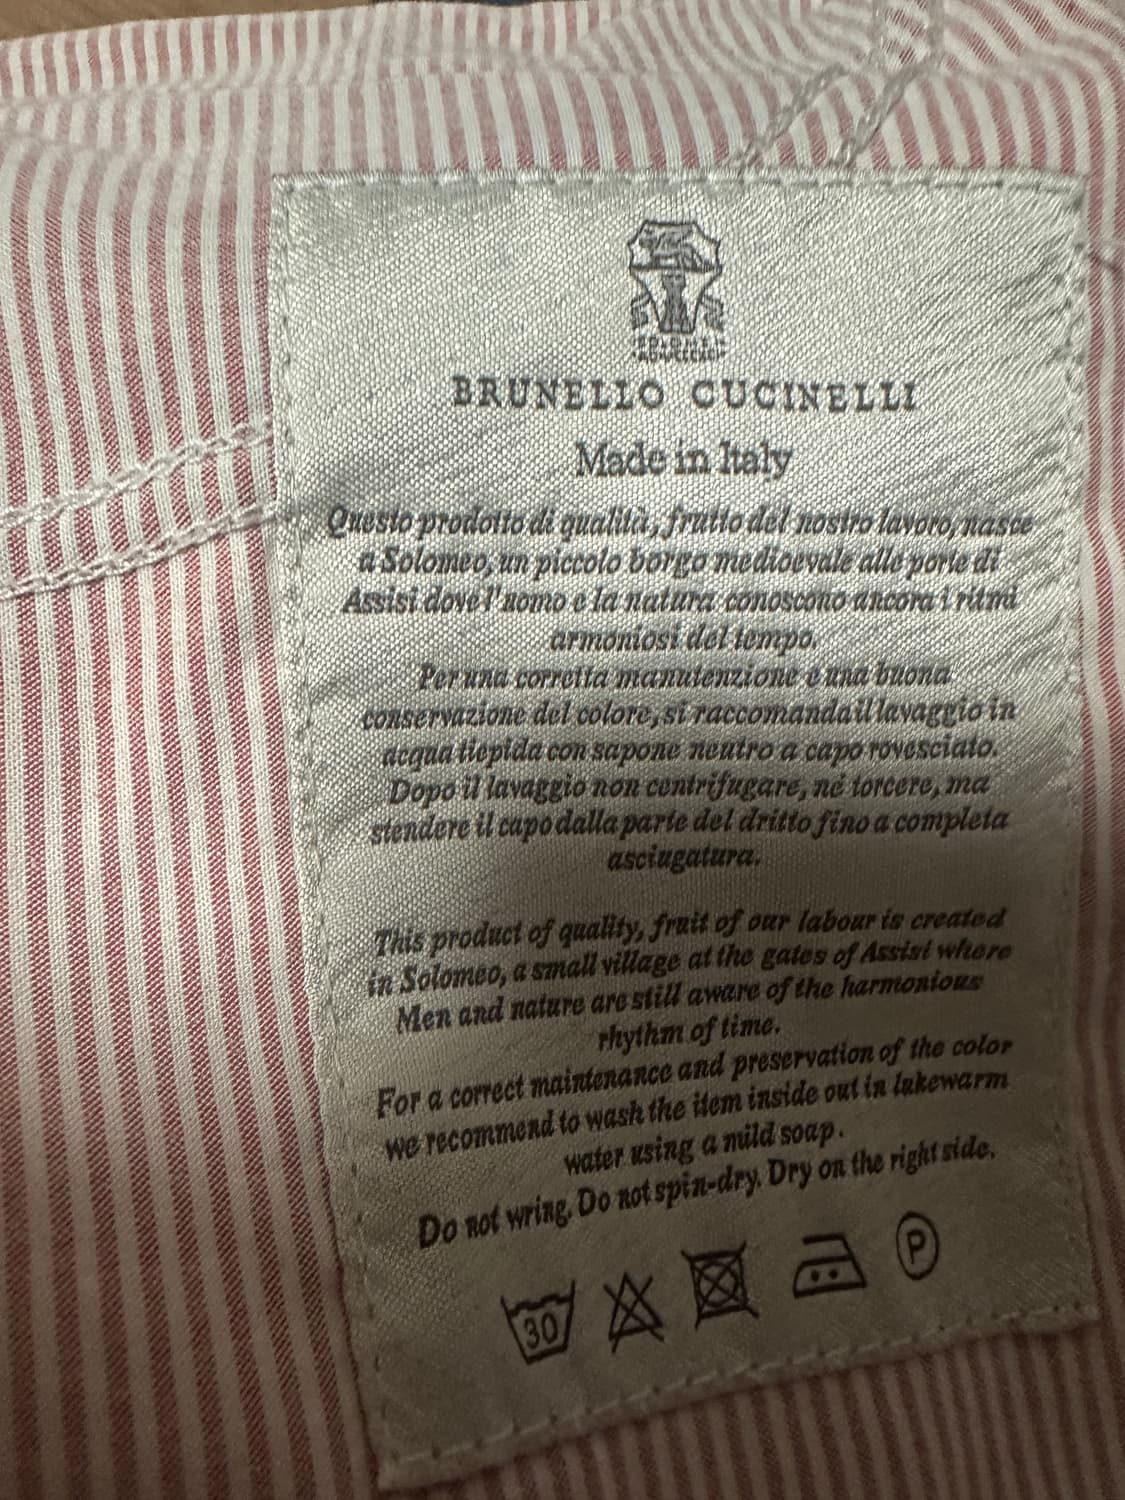 BRUNELLO CUCINELLI
Made in Italy
Questo prodotto di qualità, frutto del nostro lavoro, nasce
a Solomeo, un piccolo borgo medioevale alle porte di
Assisi dove l'uomo e la natura conoscono ancora i ritmi
armoniosi del tempo.
Per una corretta manutenzione e una buona
conservazione del colore, si raccomanda il lavaggio in
acqua tiepida con sapone neutro a capo rovesciato.
Dopo il lavaggio non centrifugare, né torcere, ma
stendere il capo dalla parte del dritto fino a completa
asciugatura.
This product of quality, fruit of our labour is created
in Solomeo, a small village at the gates of Assisi where
Men and nature are still aware of the harmonious
rhythm of time.
For a correct maintenance and preservation of the color
we recommend to wash the item inside out in lukewarm
water using a mild soap.
Do not wring. Do not spin-dry. Dry on the right side.
30 P